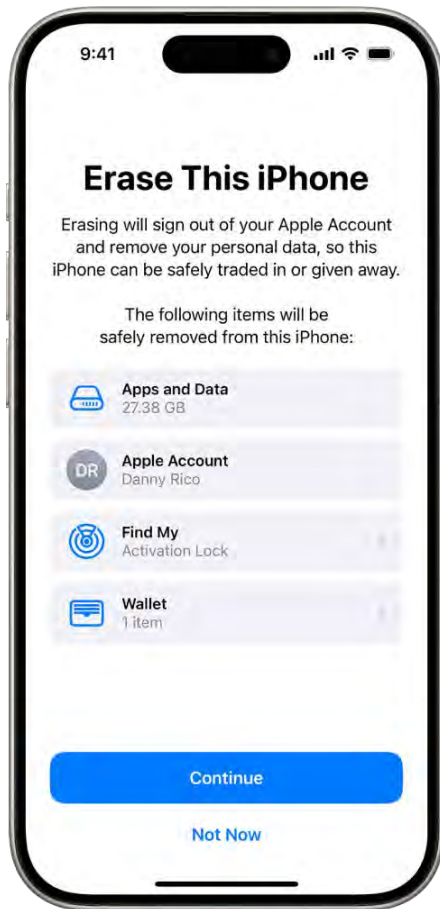 9:41
Erase This iPhone
Erasing will sign out of your Apple Account
and remove your personal data, so this
iPhone can be safely traded in or given away.
The following items will be
safely removed from this iPhone:
Apps and Data
27.38 GB
DR
Apple Account
Danny Rico
Find My
Activation Lock
Wallet
1 item
Continue
Not Now